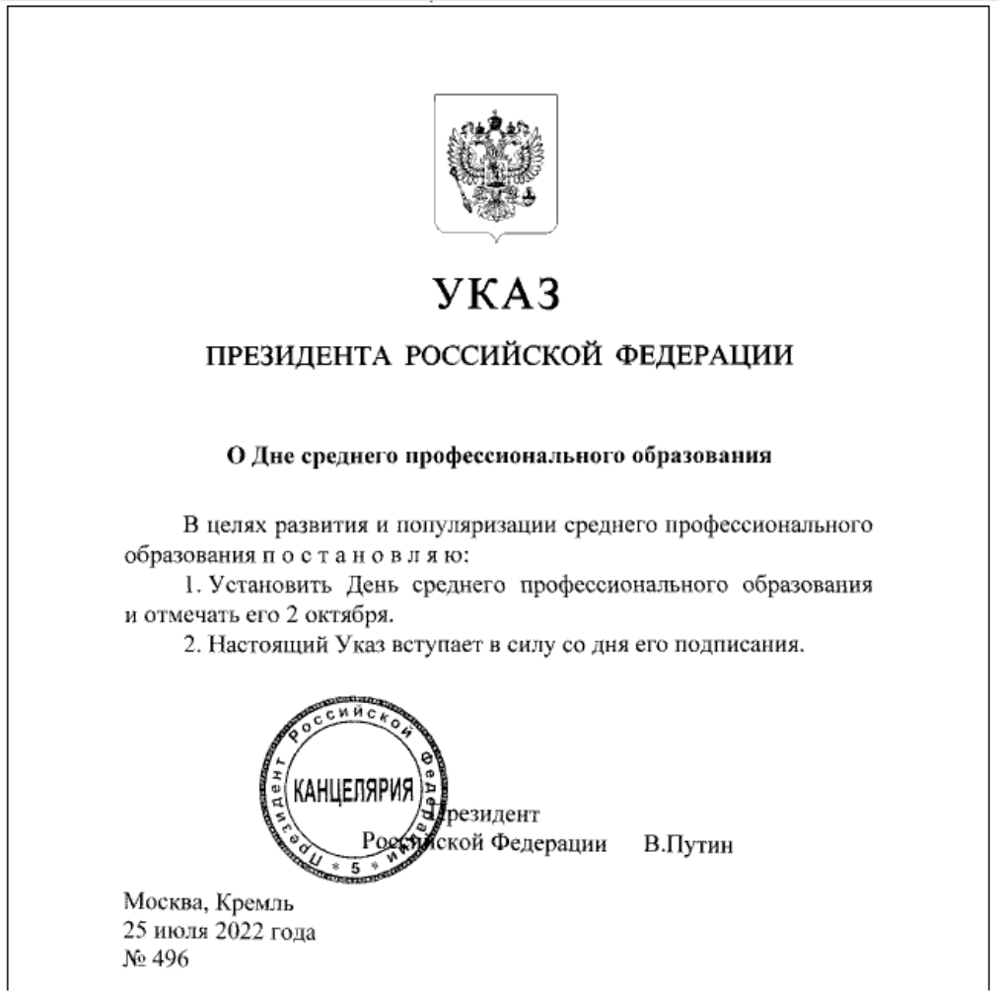 УКАЗ
ПРЕЗИДЕНТА РОССИЙСКОЙ ФЕДЕРАЦИИ
О Дне среднего профессионального образования
В целях развития и популяризации среднего профессионального
образования п о с т а н о в л я ю:
1. Установить День среднего профессионального образования
и отмечать его 2 октября.
2. Настоящий Указ вступает в силу со дня его подписания.
Президент Российской Федерации
* 5 *
КАНЦЕЛЯРИЯ
Президент
Российской Федерации В.Путин
Москва, Кремль
25 июля 2022 года
№ 496